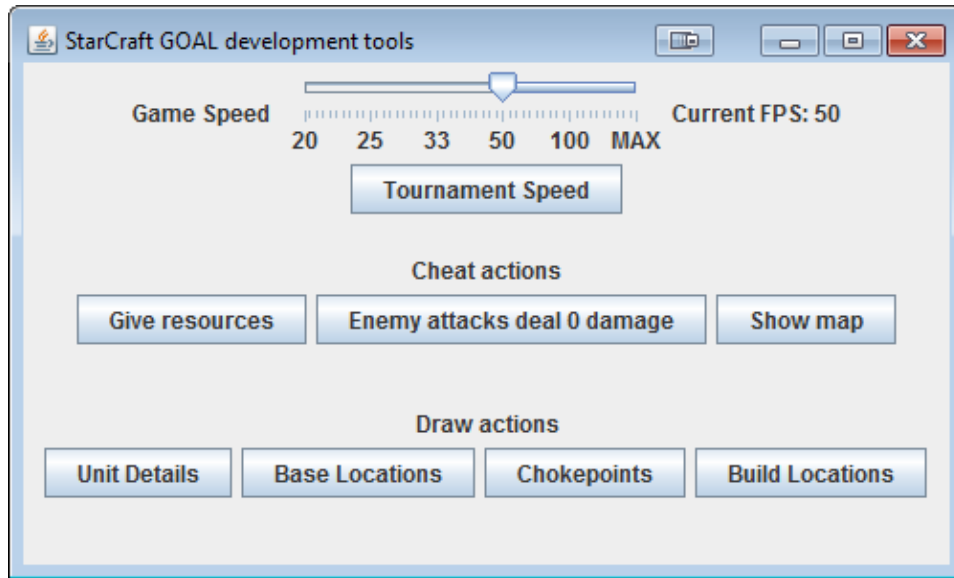 StarCraft GOAL development tools
Game Speed
Current FPS: 50
20 25 33 50 100 MAX
Tournament Speed
Cheat actions
Give resources Enemy attacks deal 0 damage Show map
Draw actions
Unit Details Base Locations Chokepoints Build Locations